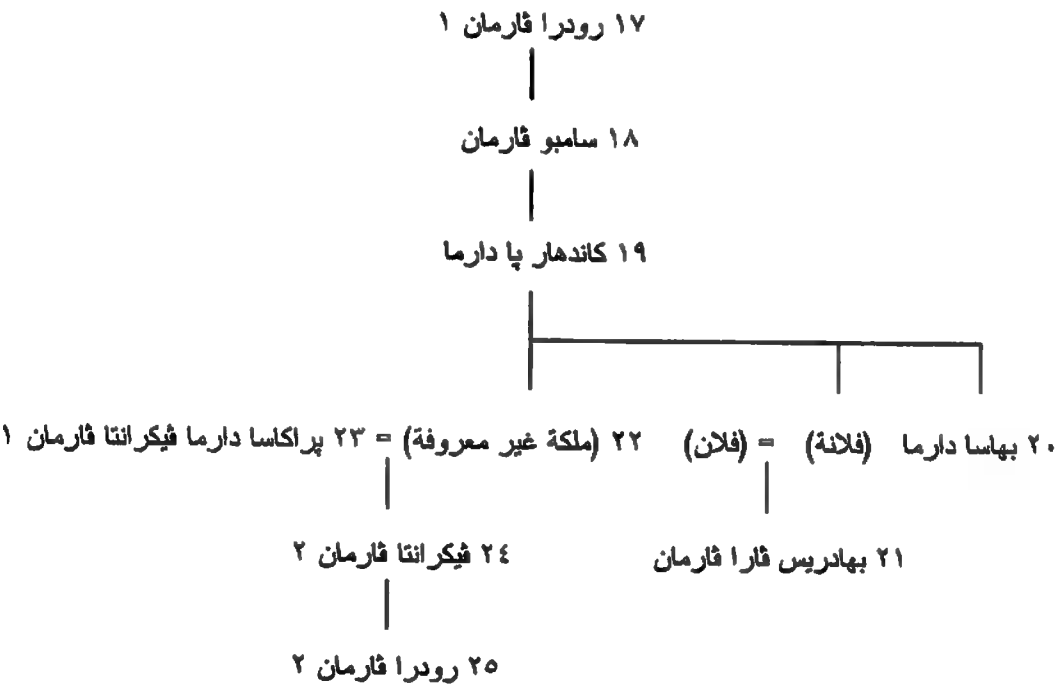 ١٧ رودرا ڤارمان ١
١٨ سامبو ڤارمان
١٩ كاندهار پا دارما
٢٠ بهاسا دارما (فلانة) = (فلان) ٢٢ (ملكة غير معروفة) = ٢٣ پراكاسا دارما ڤيكرانتا ڤارمان ١
٢١ بهادريس ڤارا ڤارمان ٢٤ ڤيكرانتا ڤارمان ٢
٢٥ رودرا ڤارمان ٢